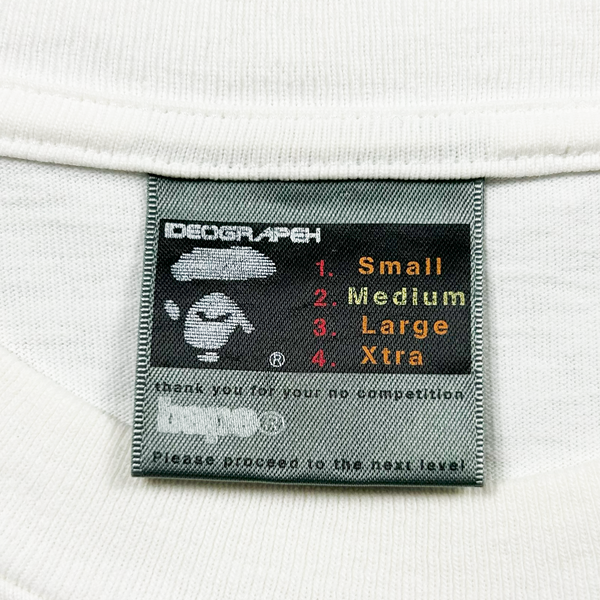 IDEOGRAPEH
1. Small
2. Medium
3. Large
4. Xtra
®
thank you for your no competition
bape®
Please proceed to the next level